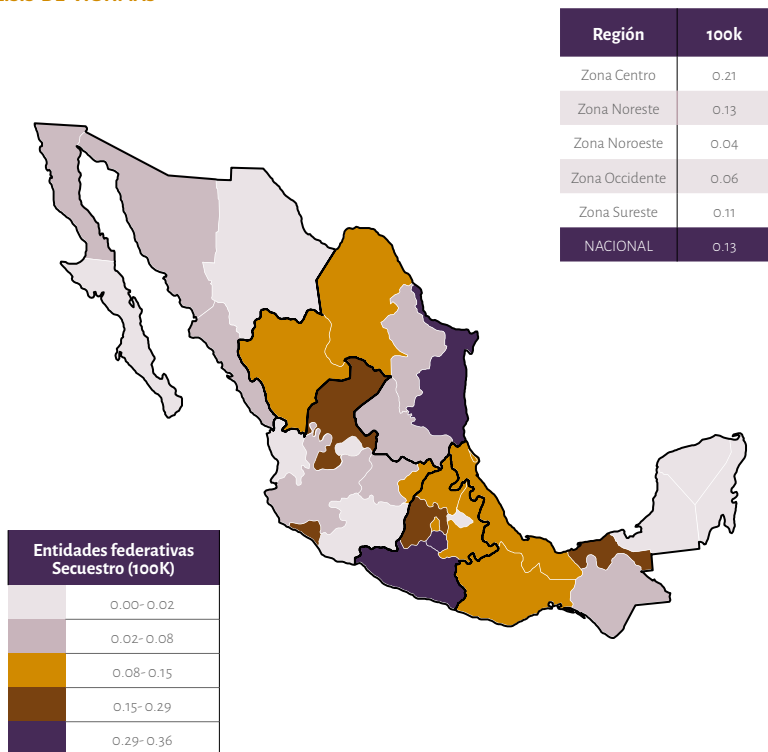 Región 100k
Zona Centro 0.21
Zona Noreste 0.13
Zona Noroeste 0.04
Zona Occidente 0.06
Zona Sureste 0.11
NACIONAL 0.13
Entidades federativas
Secuestro (100K)
0.00-0.02
0.02-0.08
0.08-0.15
0.15-0.29
0.29-0.36